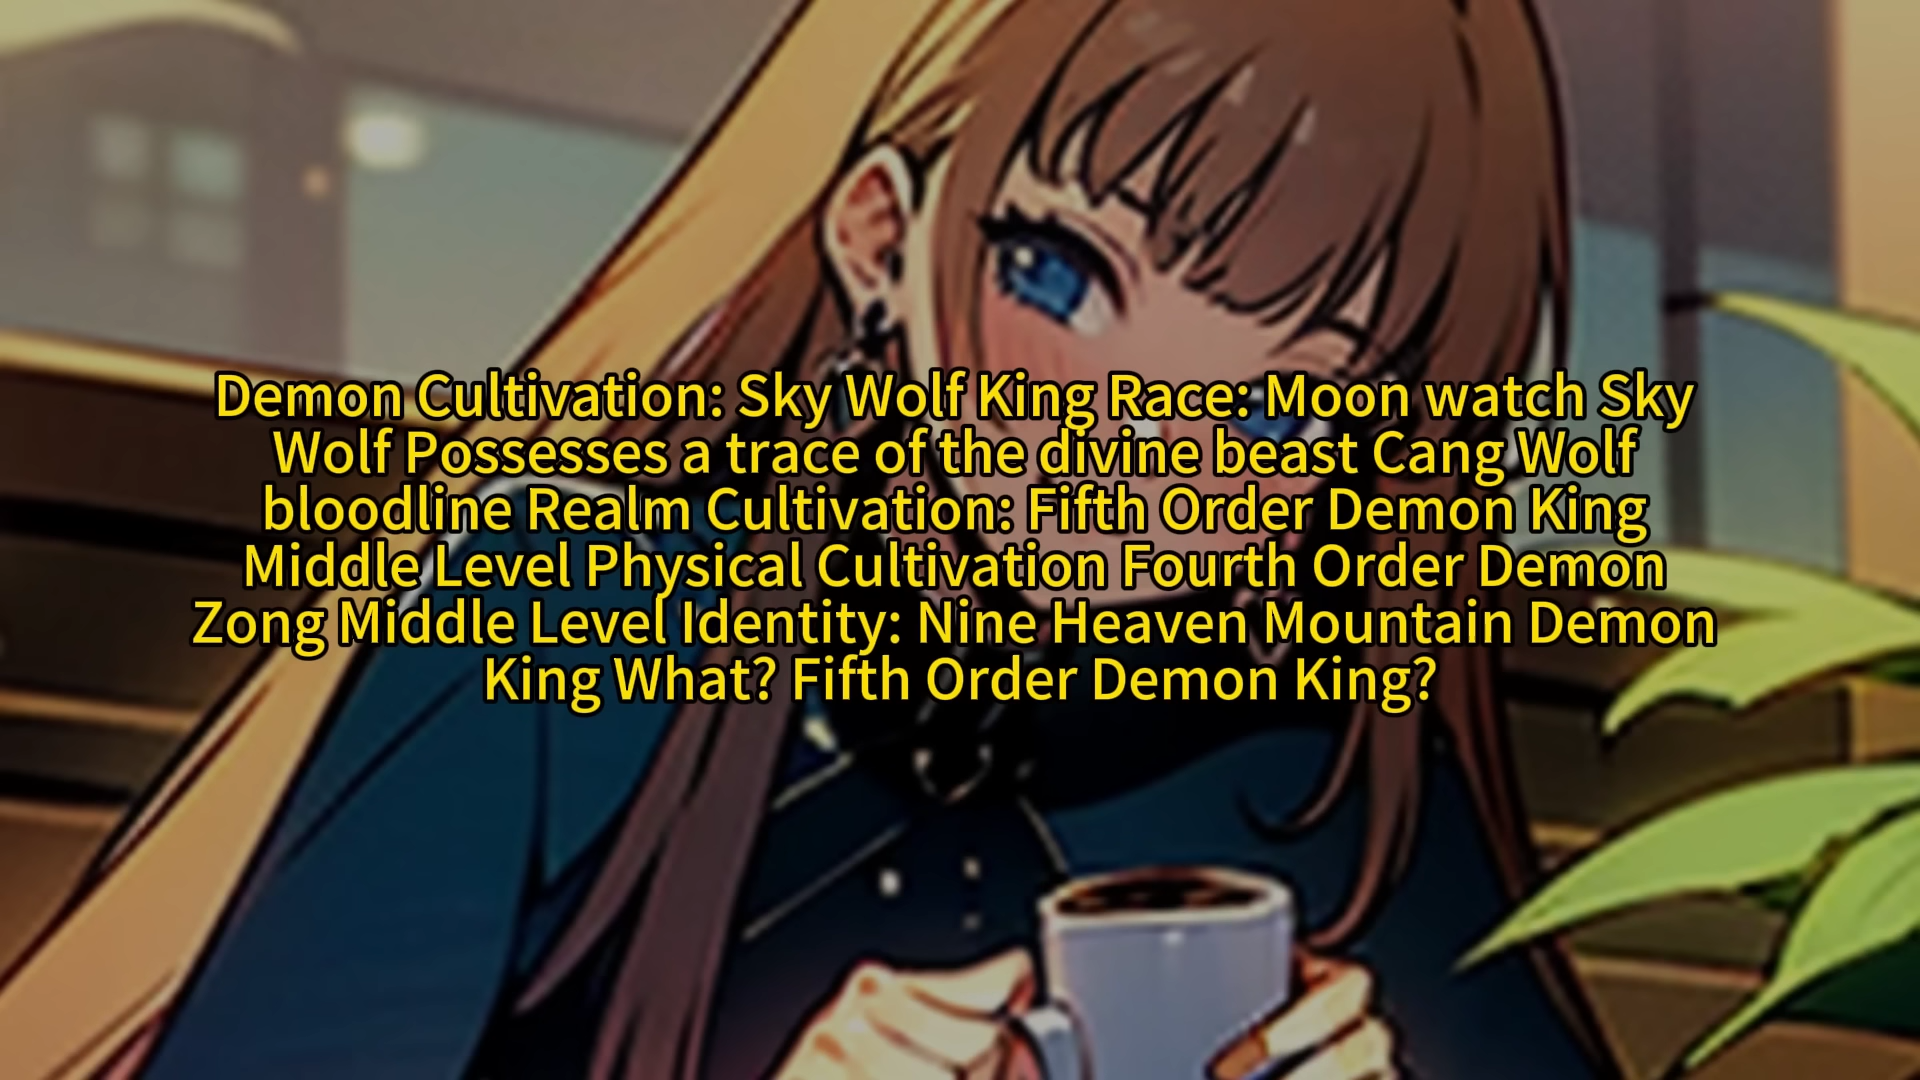 Demon Cultivation: Sky Wolf King Race: Moon watch Sky
Wolf Possesses a trace of the divine beast Cang Wolf
bloodline Realm Cultivation: Fifth Order Demon King
Middle Level Physical Cultivation Fourth Order Demon
Zong Middle Level Identity: Nine Heaven Mountain Demon
King What? Fifth Order Demon King?